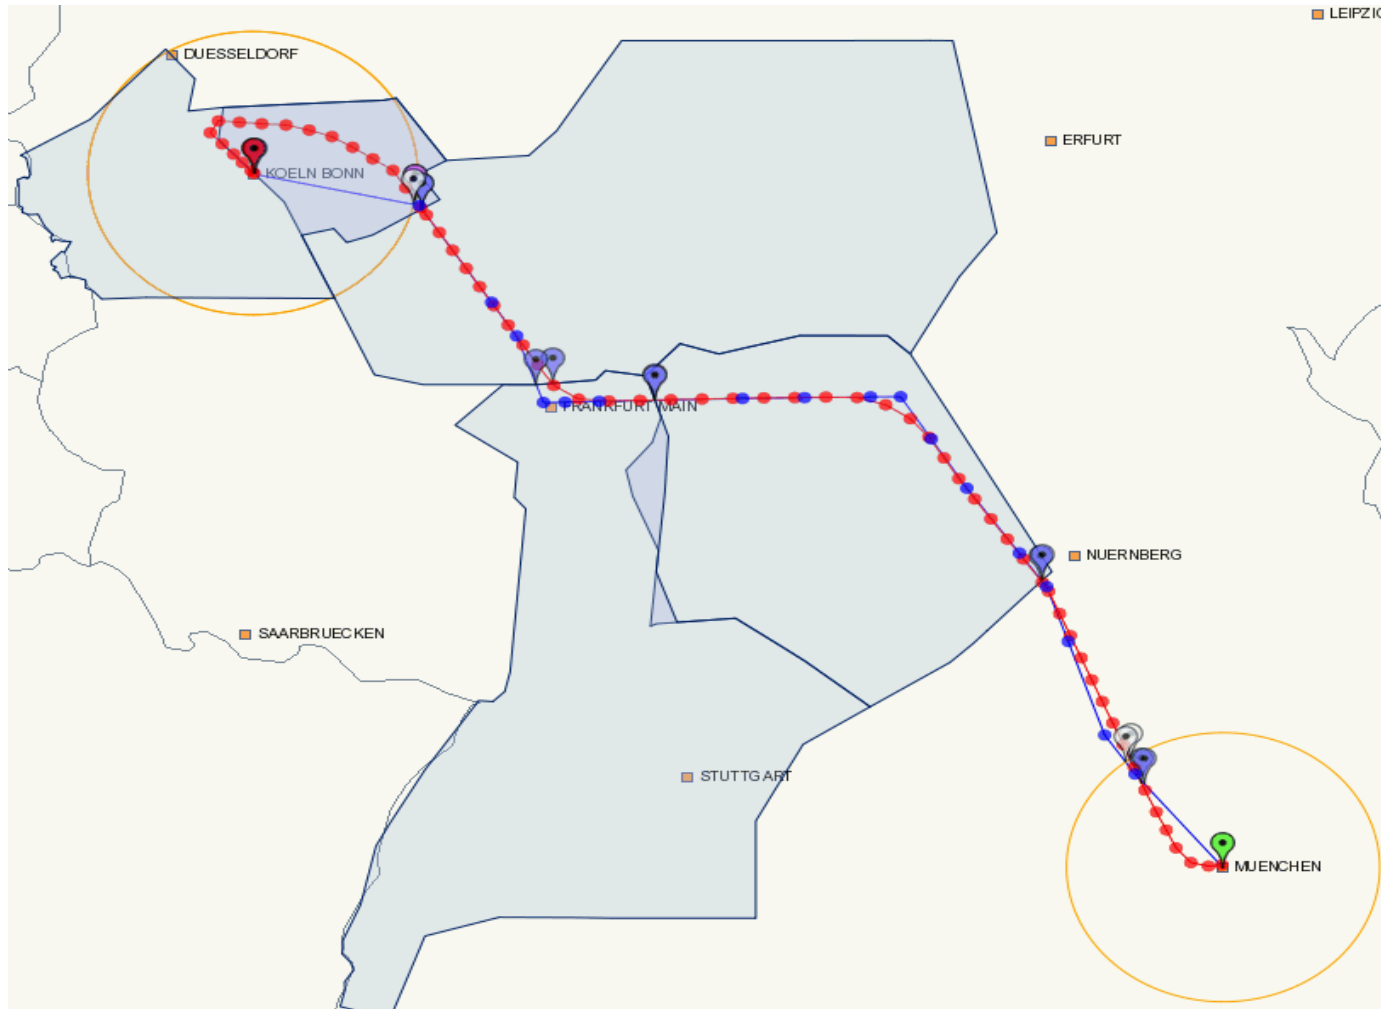 LEIPZIG
DUESSELDORF
ERFURT
KOELN BONN
FRANKFURT MAIN
NUERNBERG
SAARBRUECKEN
STUTTGART
MUENCHEN